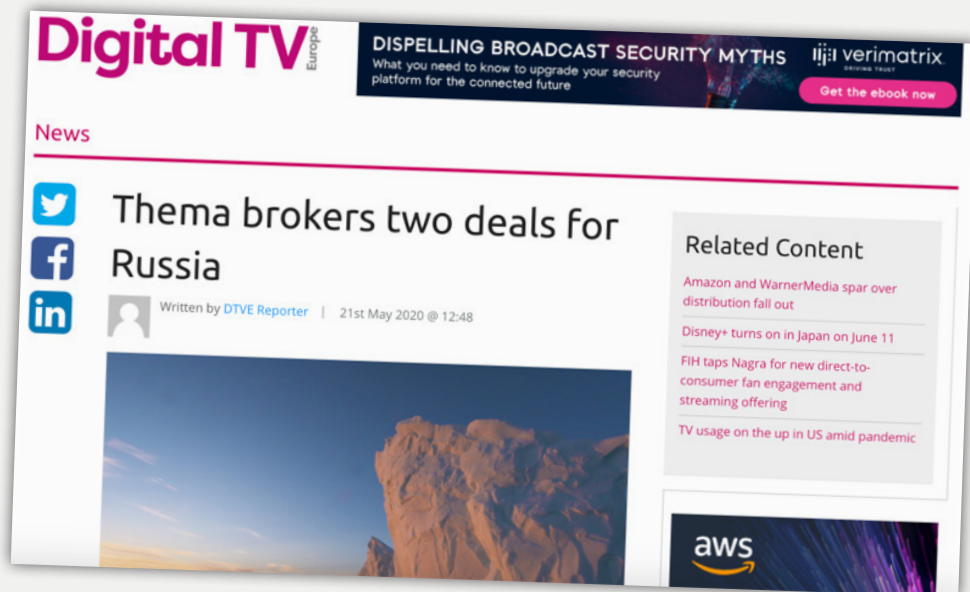 Digital TV Europe
DISPELLING BROADCAST SECURITY MYTHS
What you need to know to upgrade your security
platform for the connected future
verimatrix
DRIVING TRUST
Get the ebook now
News
Thema brokers two deals for
Russia
Written by DTVE Reporter | 21st May 2020 @ 12:48
Related Content
Amazon and WarnerMedia spar over
distribution fall out
Disney+ turns on in Japan on June 11
FIH taps Nagra for new direct-to-
consumer fan engagement and
streaming offering
TV usage on the up in US amid pandemic
in
aws